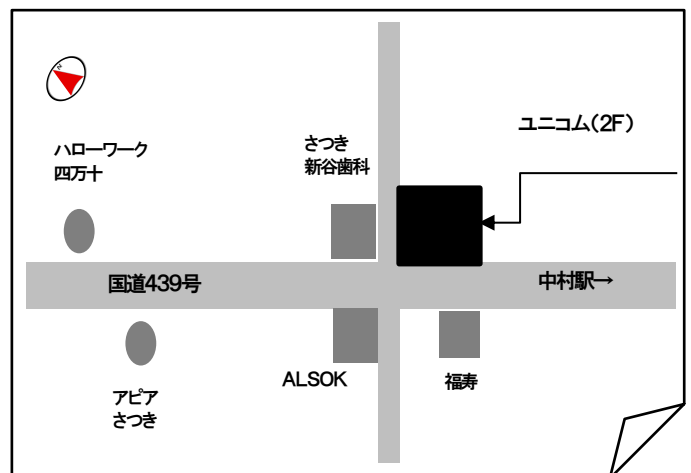 N
ユニコム(2F)
さつき
新谷歯科
ハローワーク
四万十
国道439号
中村駅→
ALSOK
福寿
アピア
さつき